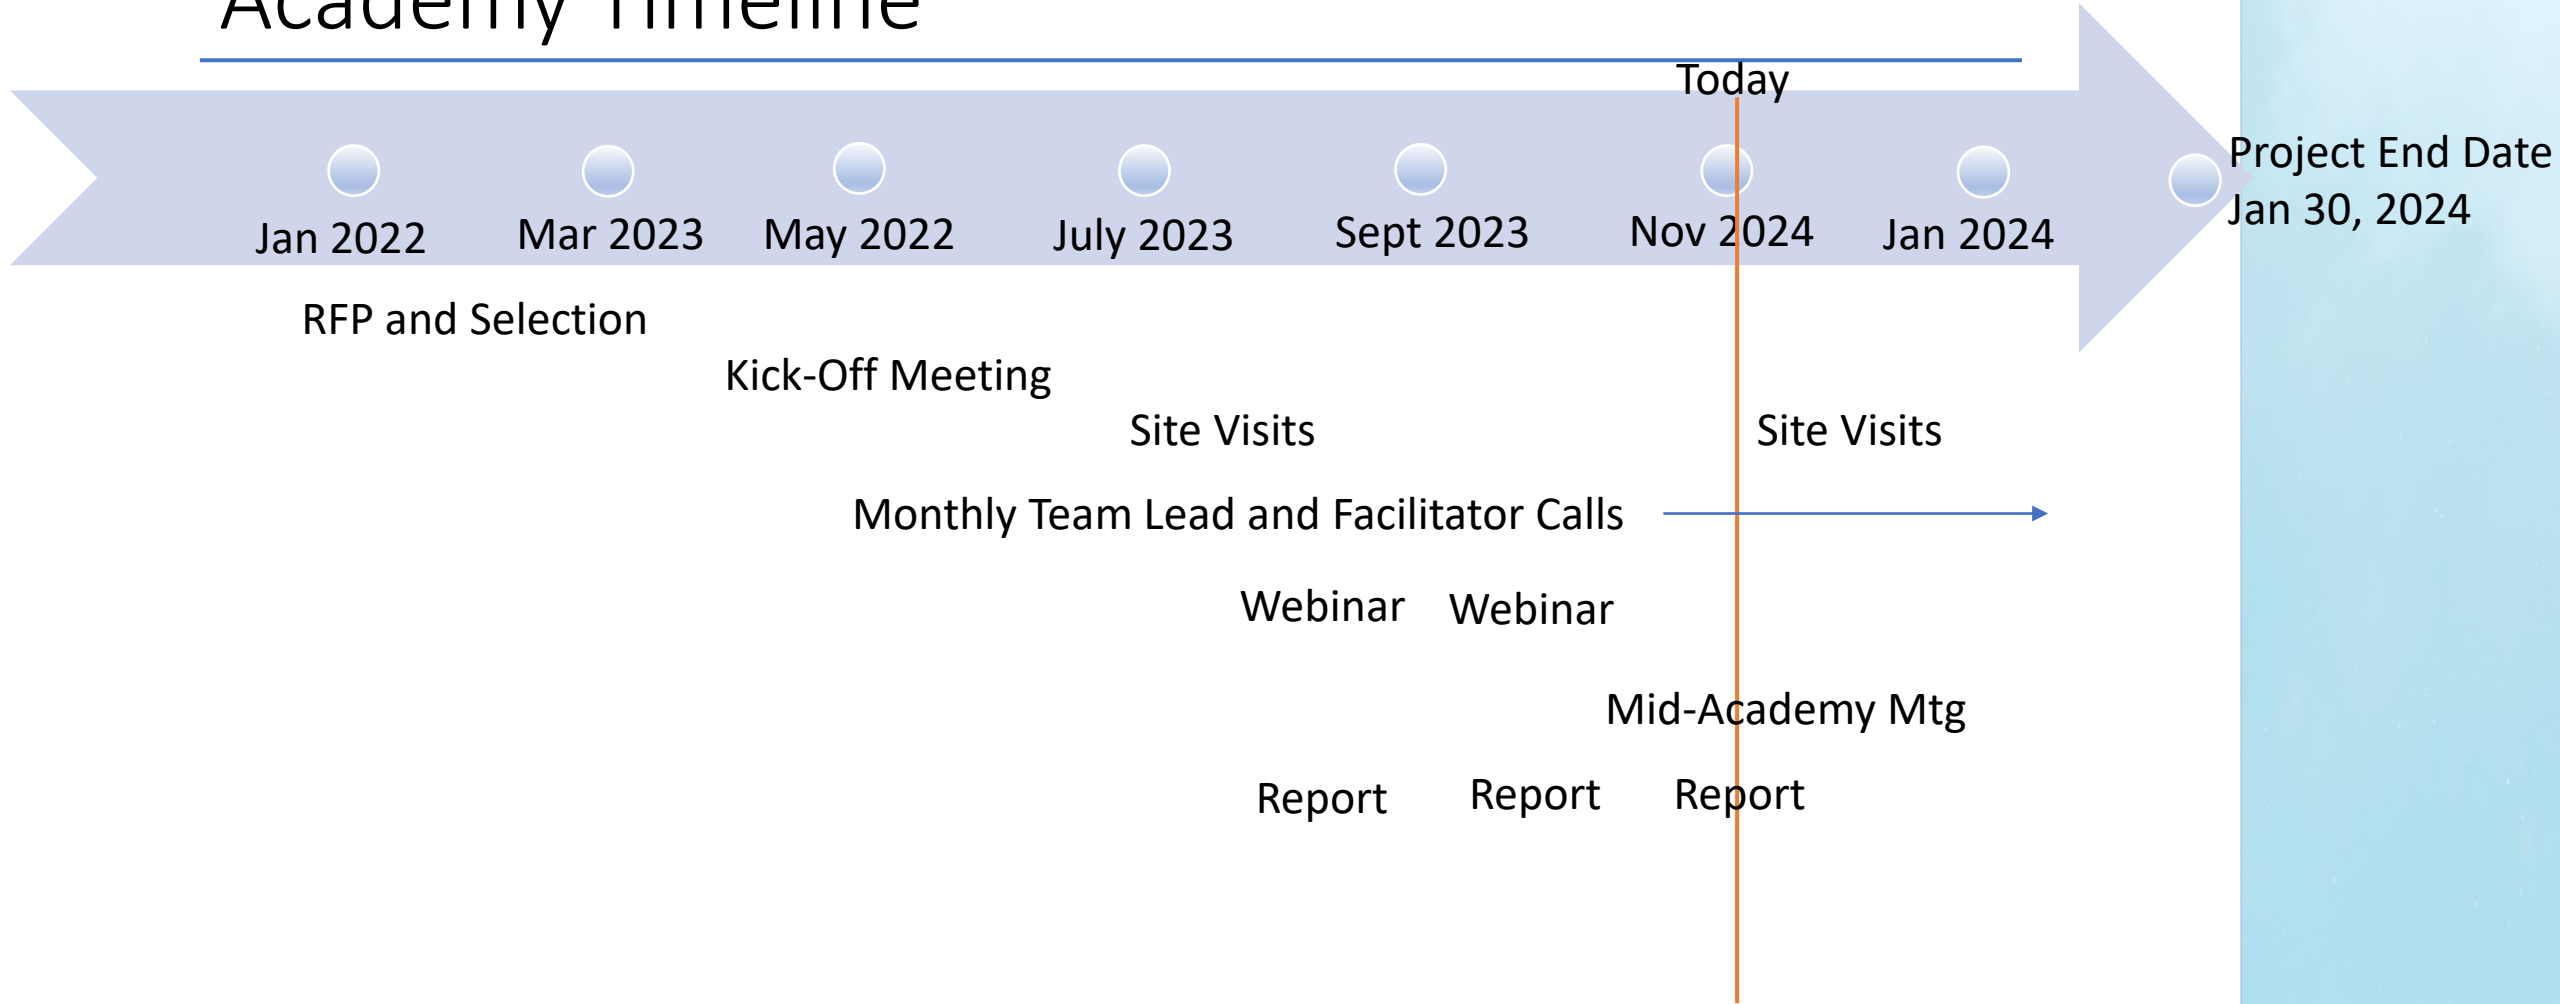 Academy Timeline
Today
Project End Date
Jan 30, 2024
Jan 2022
Mar 2023
May 2022
July 2023
Sept 2023
Nov 2024
Jan 2024
RFP and Selection
Kick-Off Meeting
Site Visits
Site Visits
Monthly Team Lead and Facilitator Calls
Webinar
Webinar
Mid-Academy Mtg
Report
Report
Report